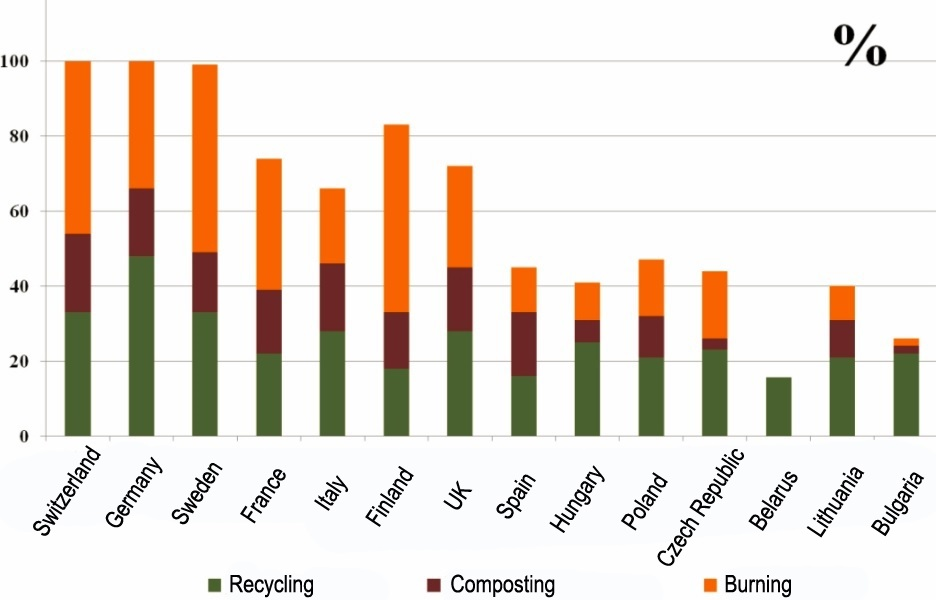 %
100
80
60
40
20
0
Switzerland
Germany
Sweden
France
Italy
Finland
UK
Spain
Hungary
Poland
Czech Republic
Belarus
Lithuania
Bulgaria
Recycling Composting Burning